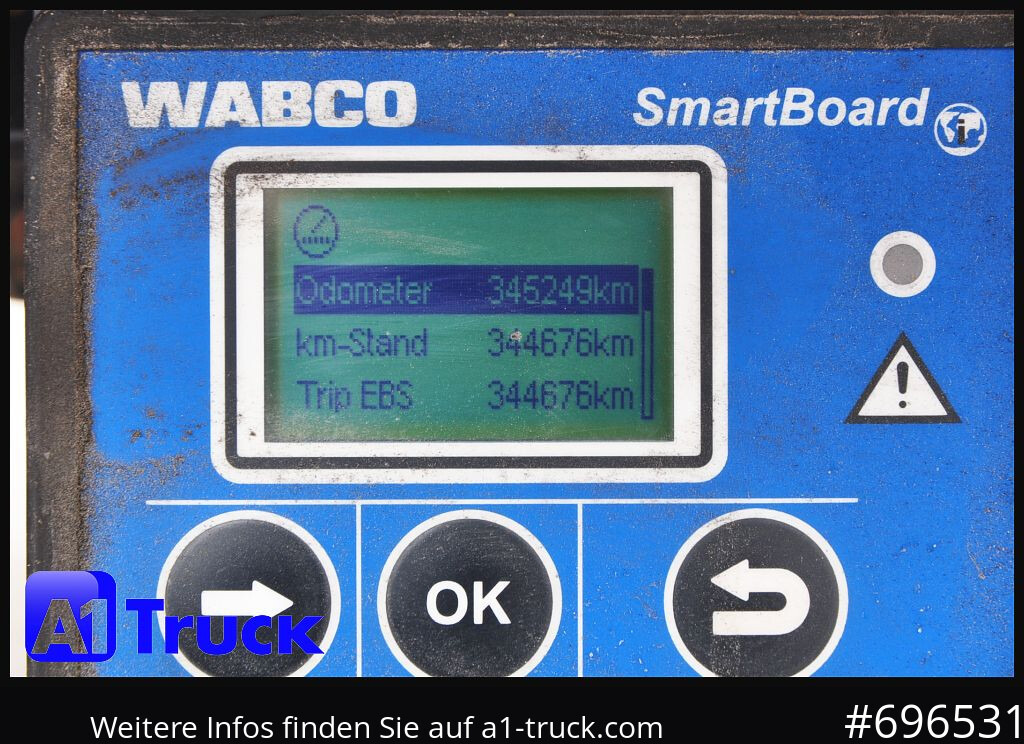 WABCO
SmartBoard
i
Odometer 345249km
km-Stand 344676km
Trip EBS 344676km
OK
A1 Truck
Weitere Infos finden Sie auf a1-truck.com
#696531